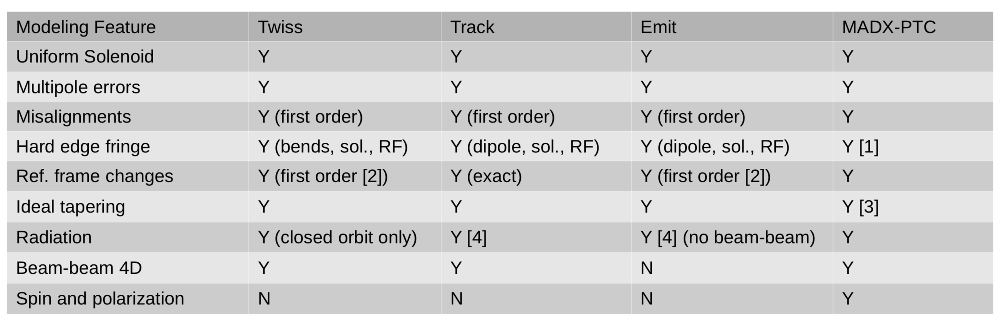 Modeling Feature Twiss Track Emit MADX-PTC
Uniform Solenoid Y Y Y Y
Multipole errors Y Y Y Y
Misalignments Y (first order) Y (first order) Y (first order) Y
Hard edge fringe Y (bends, sol., RF) Y (dipole, sol., RF) Y (dipole, sol., RF) Y [1]
Ref. frame changes Y (first order [2]) Y (exact) Y (first order [2]) Y
Ideal tapering Y Y Y Y [3]
Radiation Y (closed orbit only) Y [4] Y [4] (no beam-beam) Y
Beam-beam 4D Y Y N Y
Spin and polarization N N N Y